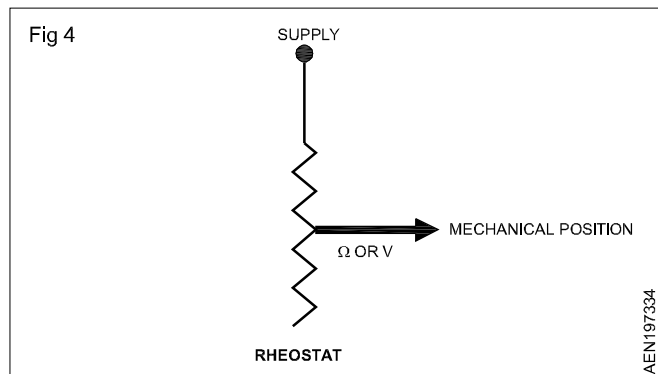 Fig 4
SUPPLY
MECHANICAL POSITION
Ω OR V
RHEOSTAT
AEN197334